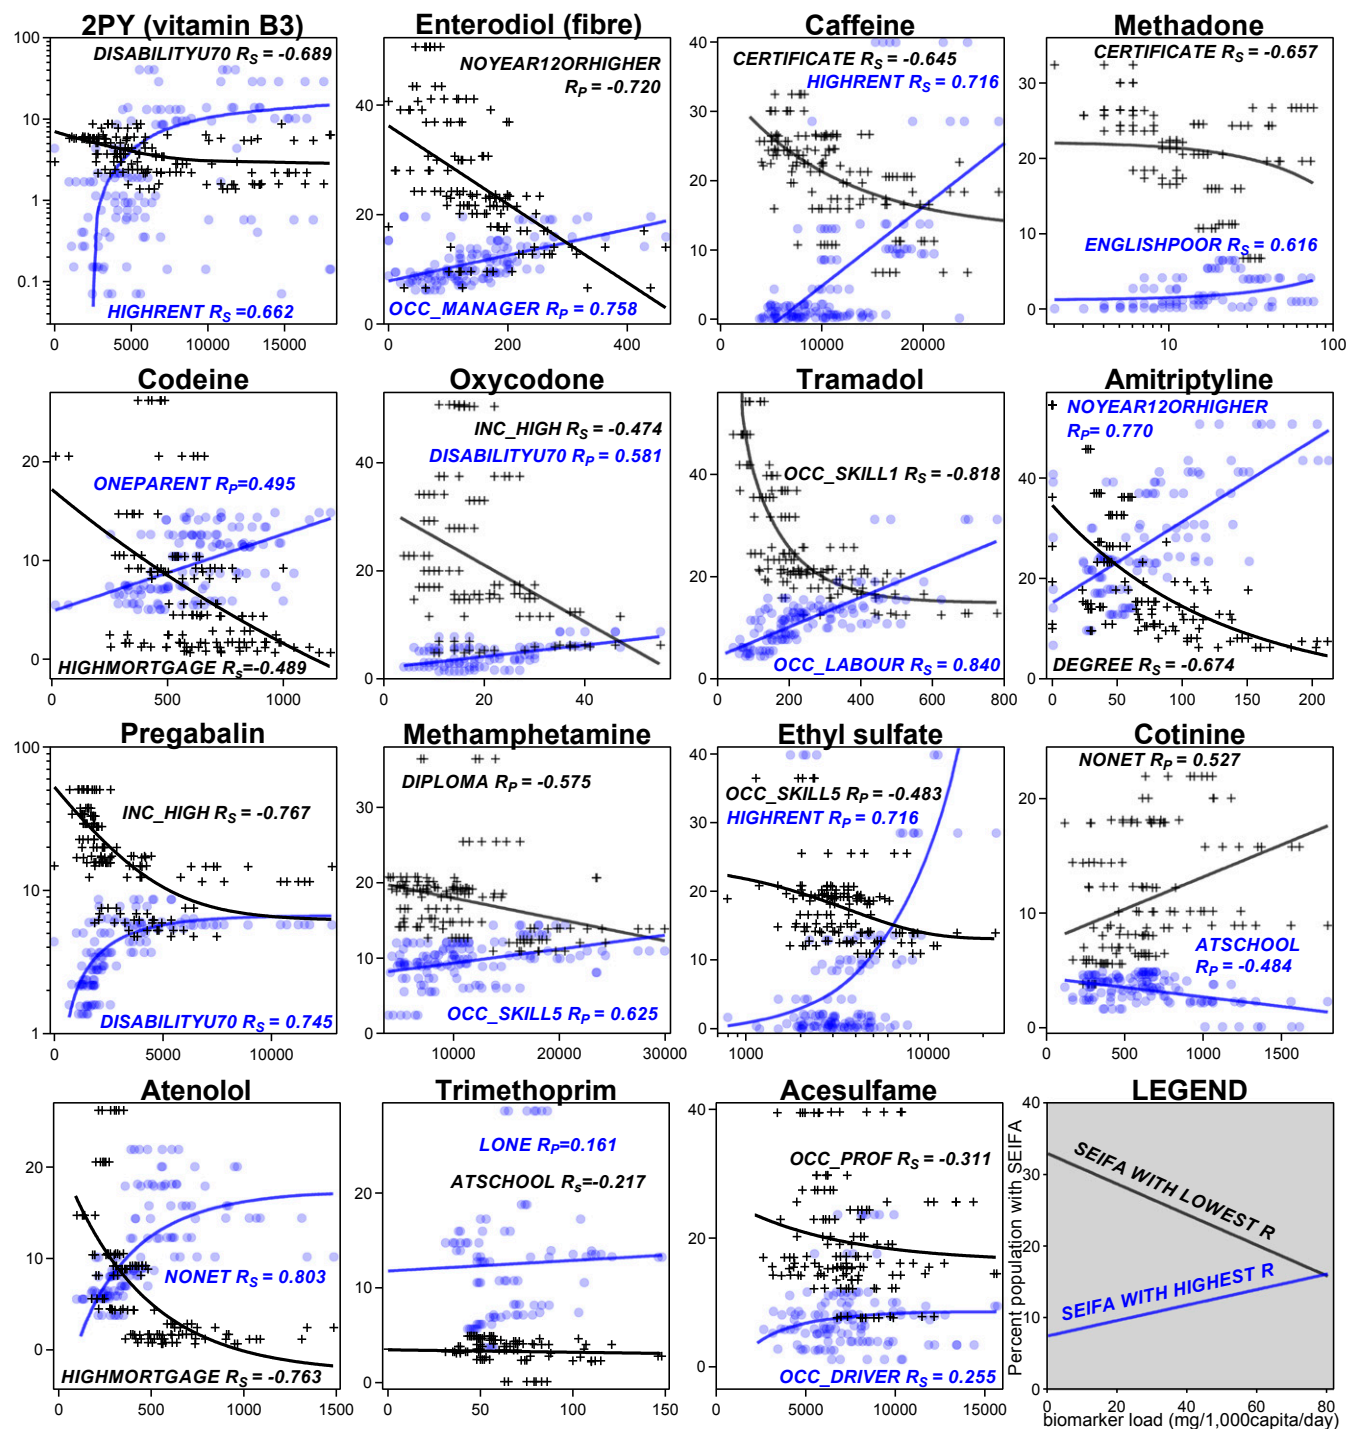 2PY (vitamin B3)
DISABILITYU70 RS = -0.689
HIGHRENT RS =0.662
100
10
1
0.1
0 5000 10000 15000
Enterodiol (fibre)
NOYEAR12ORHIGHER
RP = -0.720
OCC_MANAGER RP = 0.758
40
20
0
0 200 400
Caffeine
CERTIFICATE RS = -0.645
HIGHRENT RS = 0.716
40
30
20
10
0
10000 20000
Methadone
CERTIFICATE RS = -0.657
ENGLISHPOOR RS = 0.616
30
20
10
0
10 100
Codeine
ONEPARENT RP=0.495
HIGHMORTGAGE RS=-0.489
20
10
0
0 500 1000
Oxycodone
INC_HIGH RS = -0.474
DISABILITYU70 RP = 0.581
40
20
0
0 20 40
Tramadol
OCC_SKILL1 RS = -0.818
OCC_LABOUR RS = 0.840
40
20
0
0 200 400 600 800
Amitriptyline
NOYEAR12ORHIGHER
RP= 0.770
DEGREE RS = -0.674
40
20
0
0 50 100 150 200
Pregabalin
INC_HIGH RS = -0.767
DISABILITYU70 RS = 0.745
100
10
1
0 5000 10000
Methamphetamine
DIPLOMA RP = -0.575
OCC_SKILL5 RP = 0.625
30
20
10
0
10000 20000 30000
Ethyl sulfate
OCC_SKILL5 RP = -0.483
HIGHRENT RP = 0.716
40
30
20
10
0
1000 10000
Cotinine
NONET RP = 0.527
ATSCHOOL
RP = -0.484
20
10
0
0 500 1000 1500
Atenolol
NONET RS = 0.803
HIGHMORTGAGE RS = -0.763
20
10
0
0 500 1000 1500
Trimethoprim
LONE RP=0.161
ATSCHOOL RS=-0.217
20
10
0
0 50 100 150
Acesulfame
OCC_PROF RS = -0.311
OCC_DRIVER RS = 0.255
40
20
0
0 5000 10000 15000
LEGEND
SEIFA WITH LOWEST R
SEIFA WITH HIGHEST R
Percent population with SEIFA
40
30
20
10
0
0 20 40 60 80
biomarker load (mg/1,000capita/day)